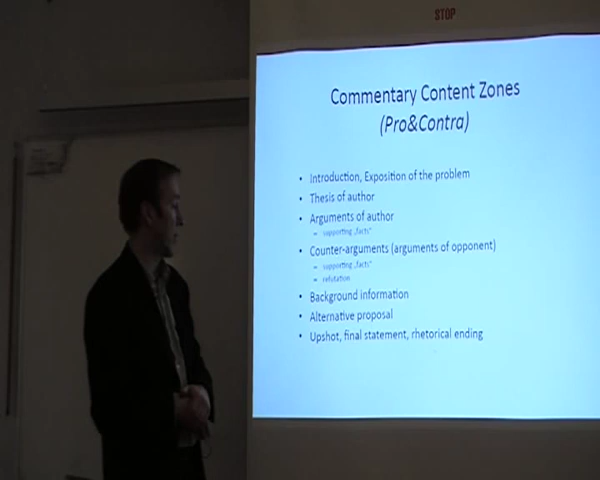 STOP
Commentary Content Zones
(Pro&Contra)
• Introduction, Exposition of the problem
• Thesis of author
• Arguments of author
– supporting „facts"
• Counter-arguments (arguments of opponent)
– supporting „facts"
– refutation
• Background information
• Alternative proposal
• Upshot, final statement, rhetorical ending